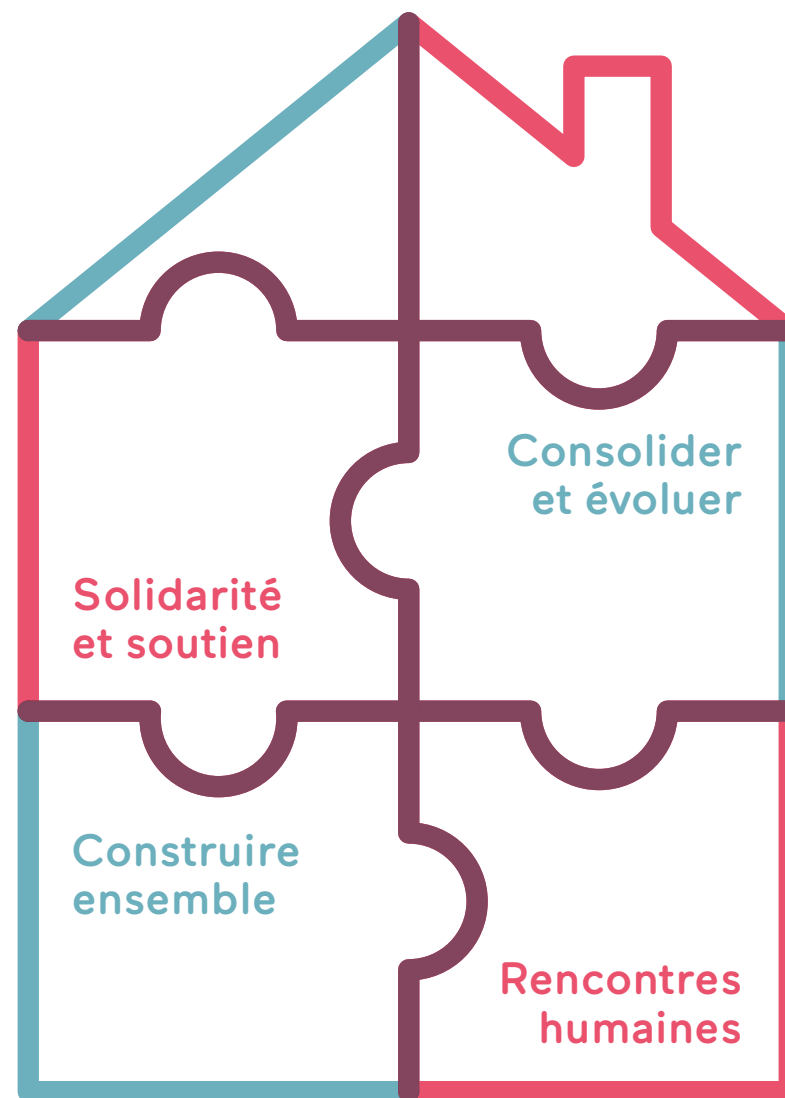 Consolider
et évoluer
Solidarité
et soutien
Construire
ensemble
Rencontres
humaines